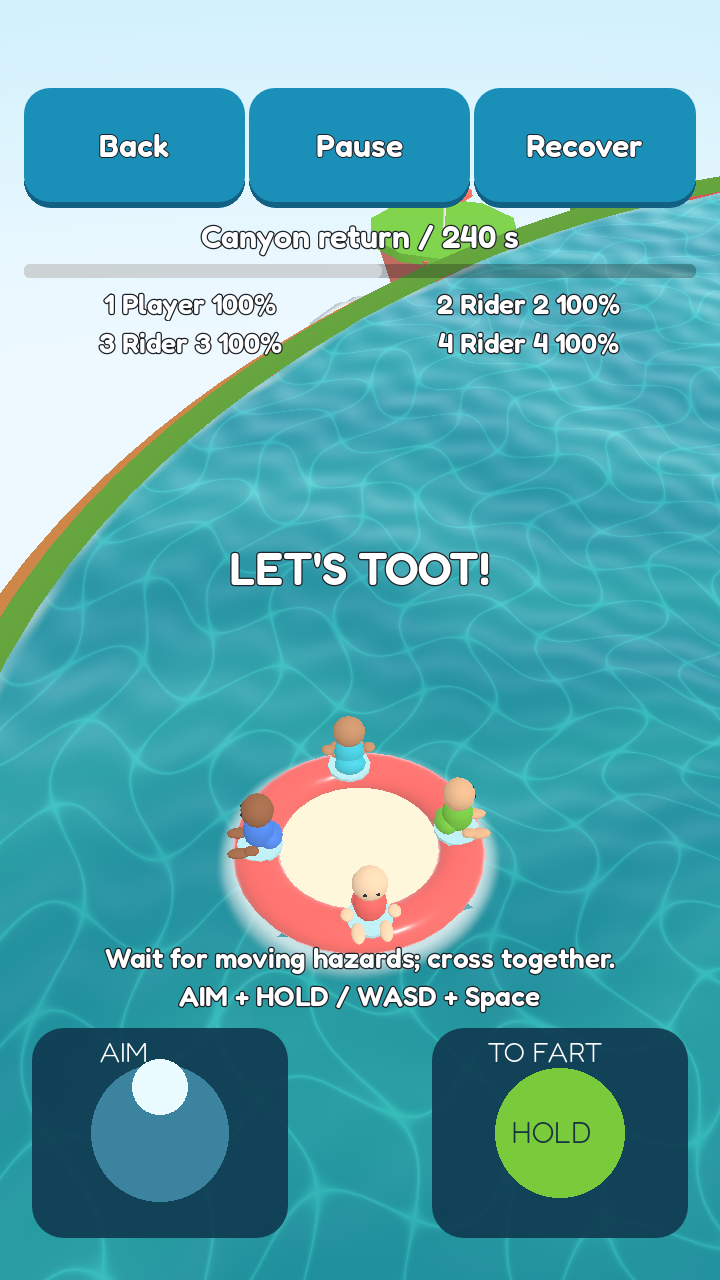 Back
Pause
Recover
Canyon return / 240 s
1 Player 100%
2 Rider 2 100%
3 Rider 3 100%
4 Rider 4 100%
LET'S TOOT!
Wait for moving hazards; cross together.
AIM + HOLD / WASD + Space
AIM
TO FART
HOLD